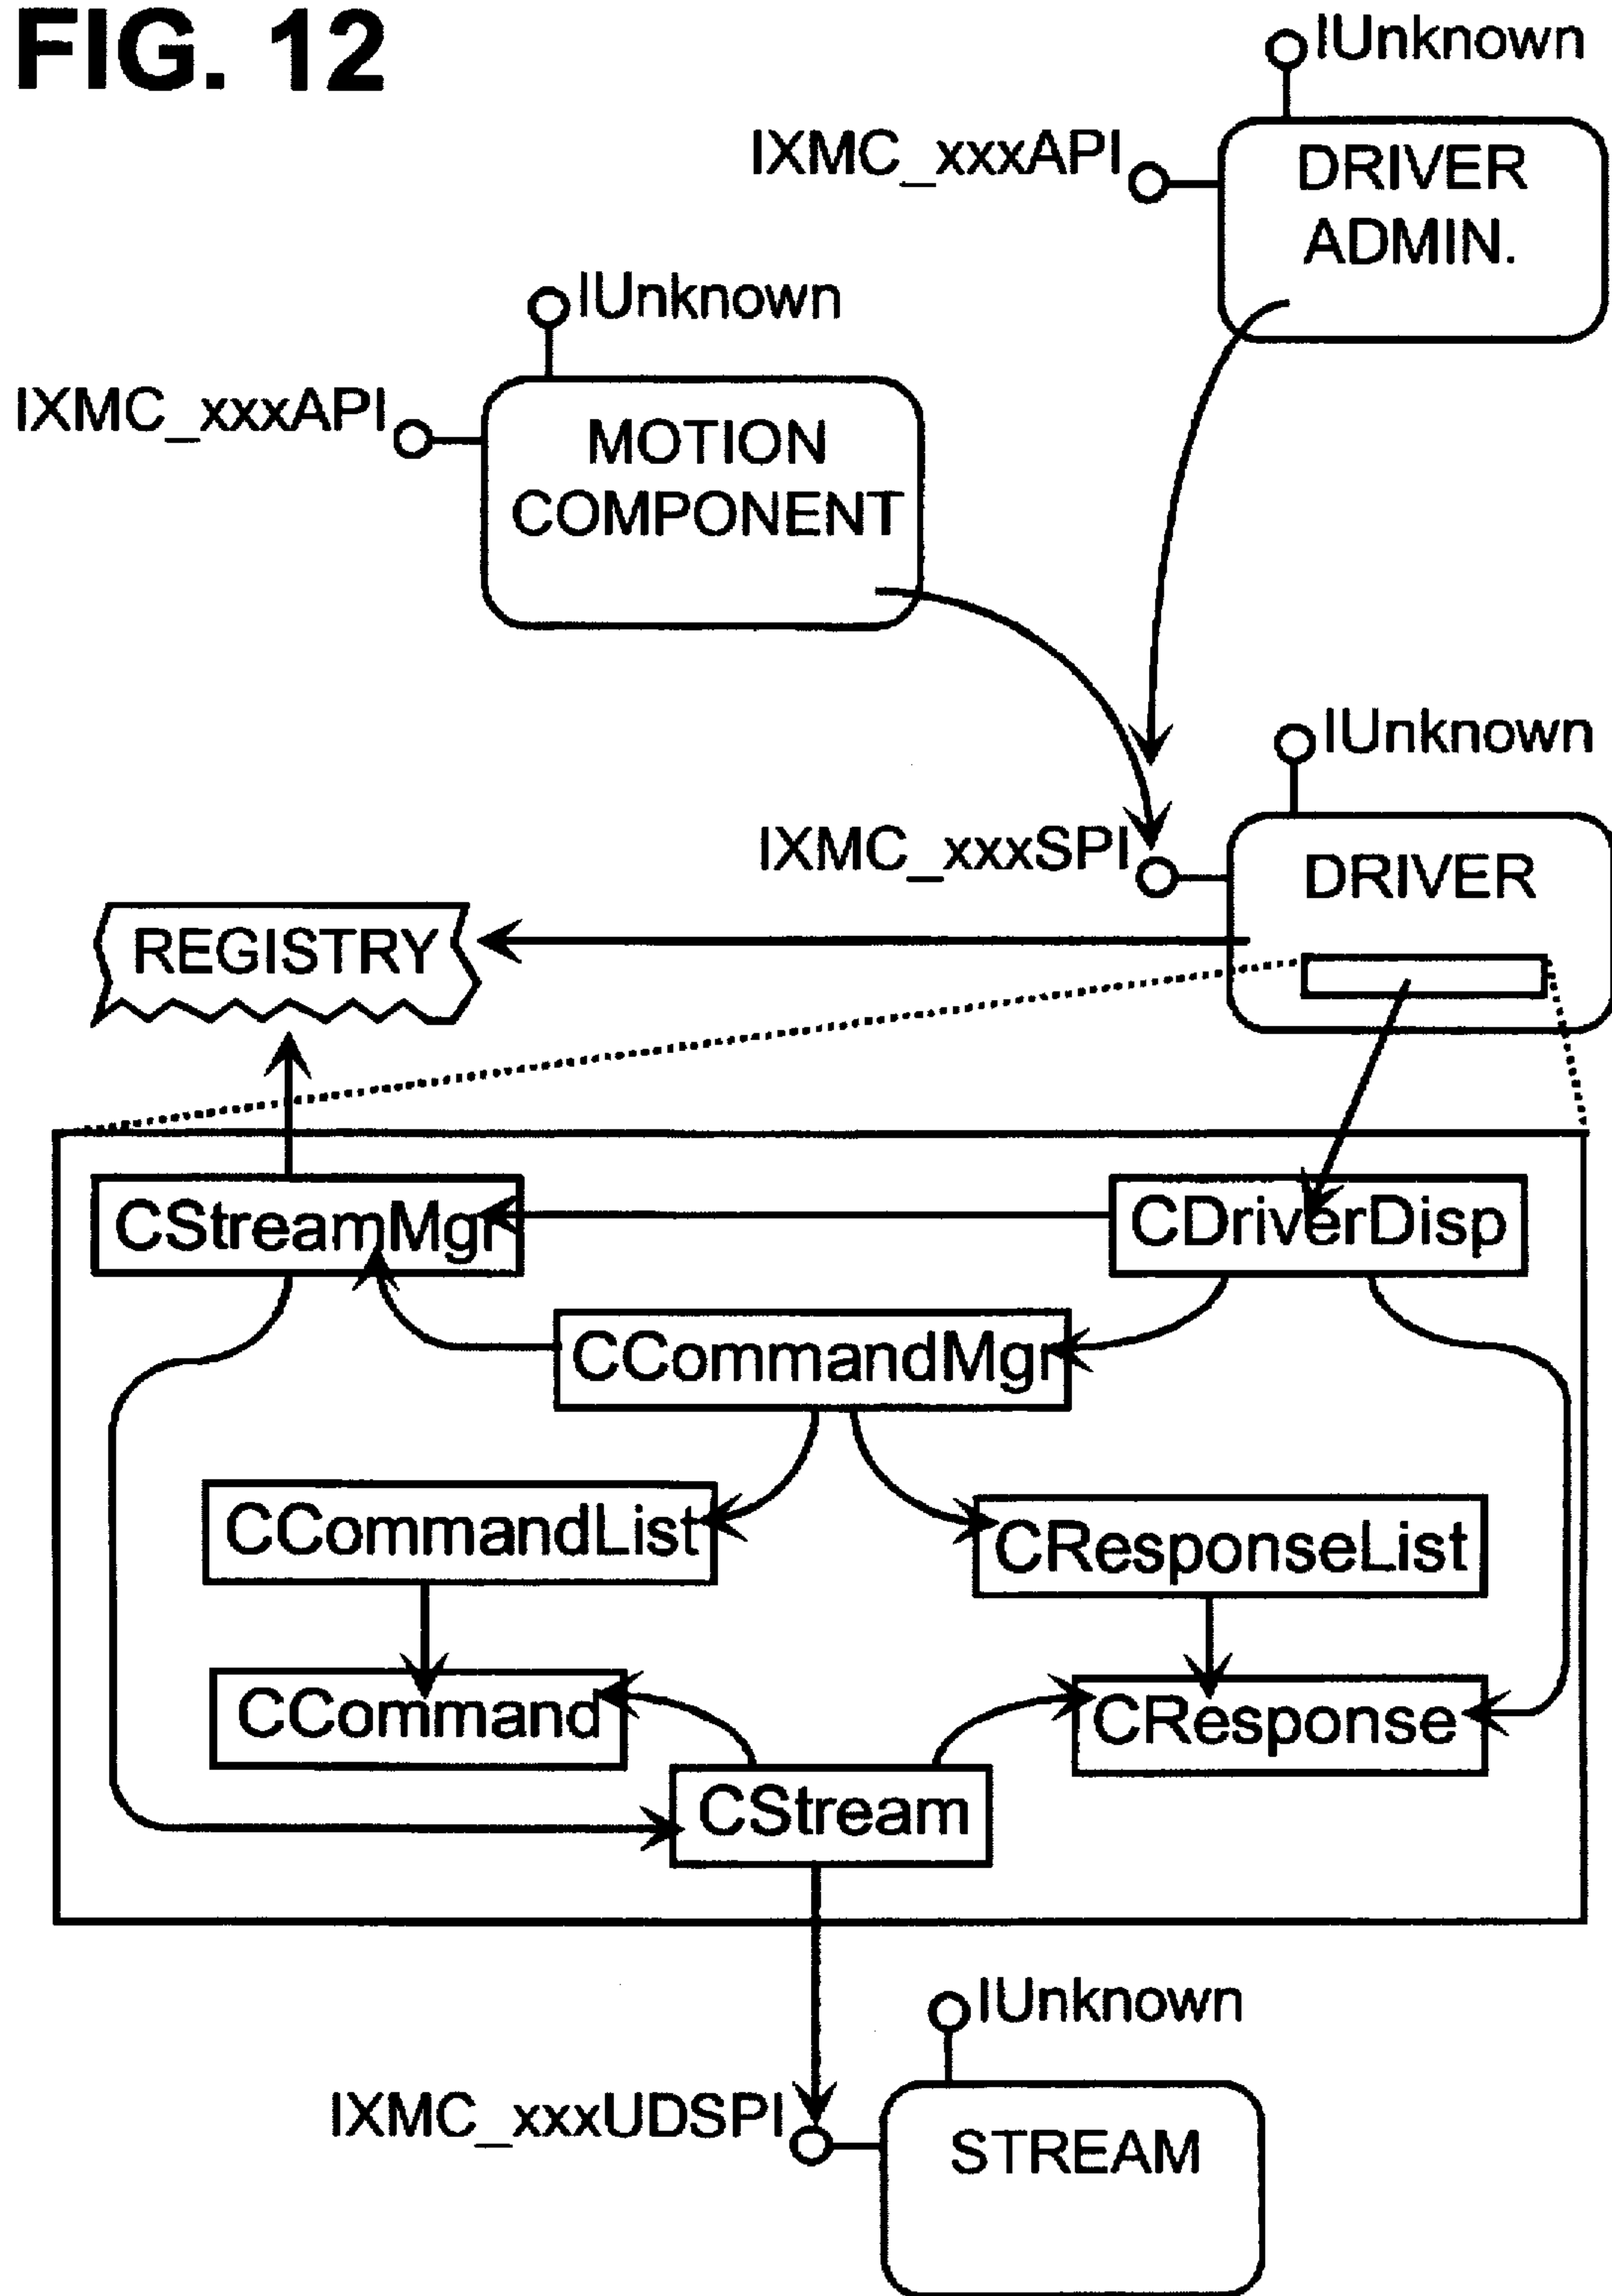 FIG. 12
IUnknown
IXMC_xxxAPI
DRIVER
ADMIN.
IUnknown
IXMC_xxxAPI
MOTION
COMPONENT
IUnknown
IXMC_xxxSPI
DRIVER
REGISTRY
CStreamMgr
CDriverDisp
CCommandMgr
CCommandList
CResponseList
CCommand
CResponse
CStream
IUnknown
IXMC_xxxUDSPI
STREAM